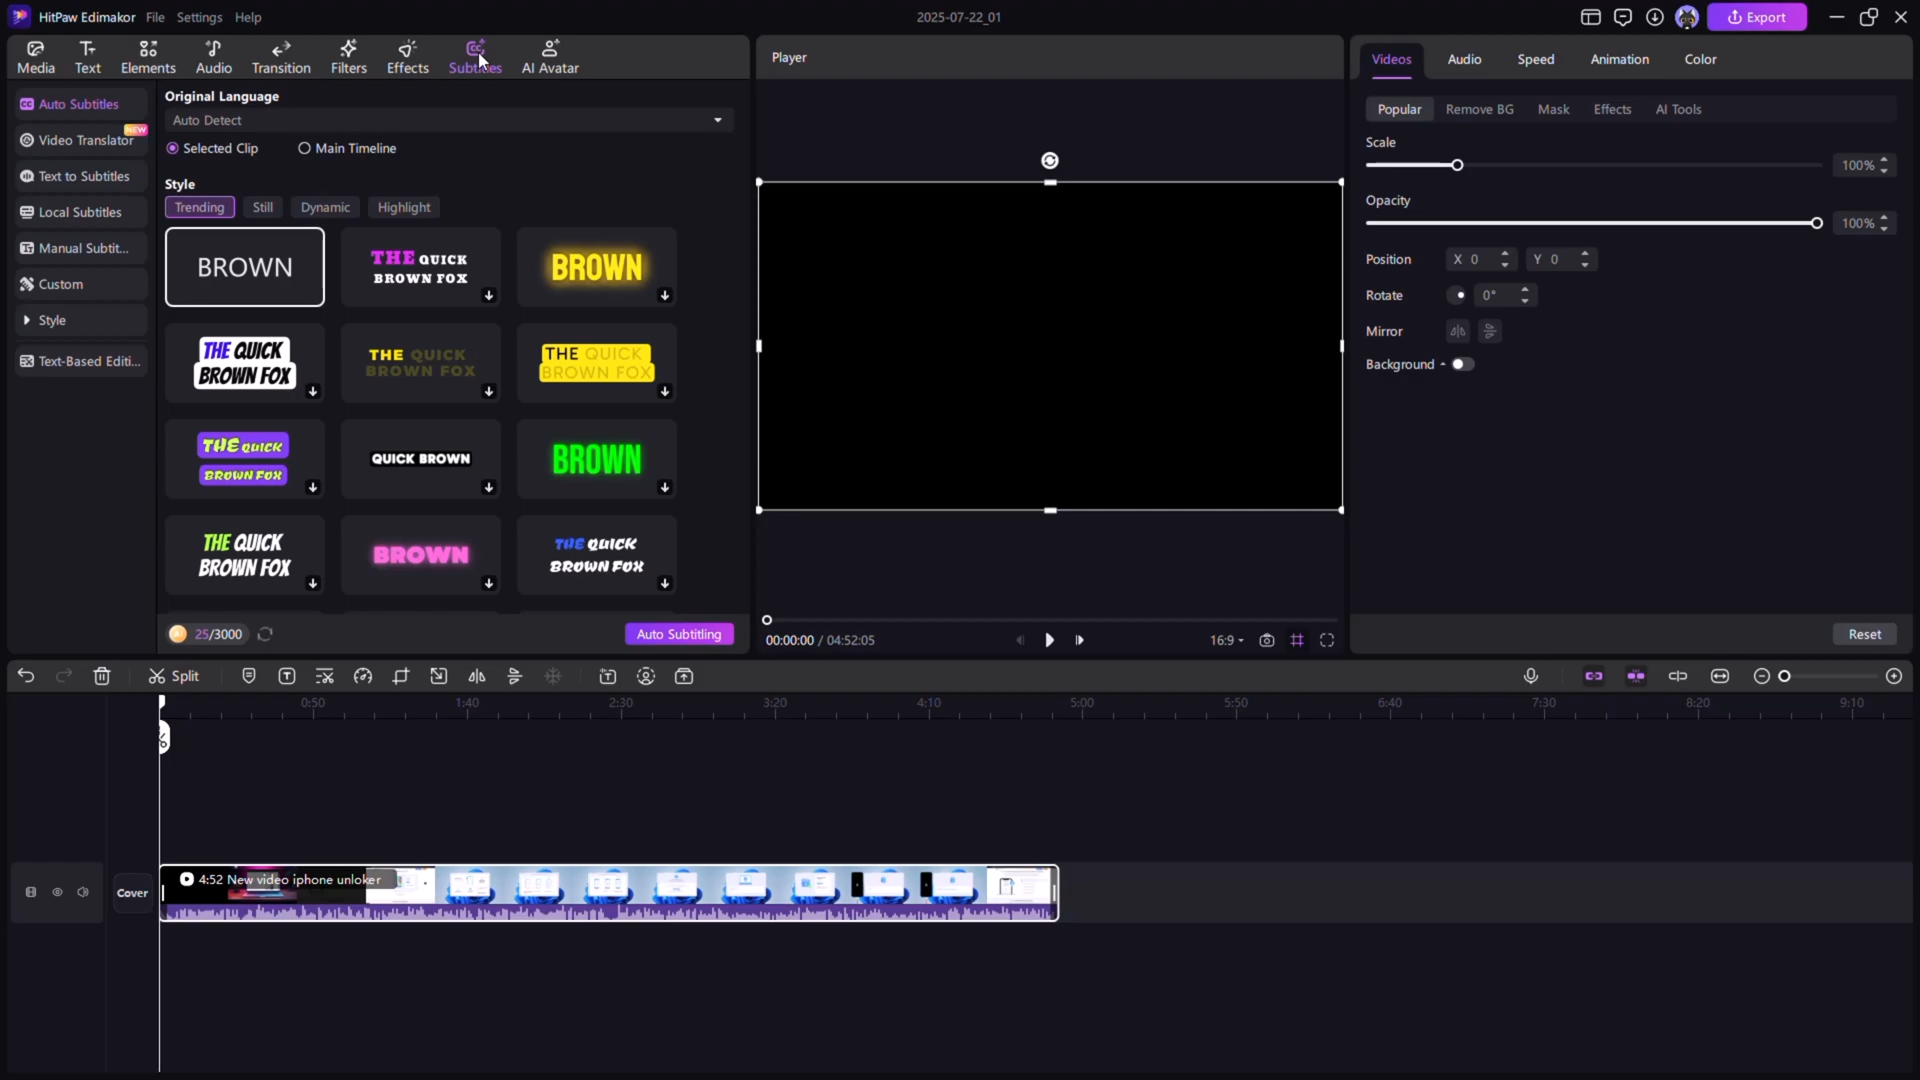 HitPaw Edimakor File Settings Help
2025-07-22_01
Export
Media Text Elements Audio Transition Filters Effects Subtitles AI Avatar
Auto Subtitles
Video Translator
NEW
Text to Subtitles
Local Subtitles
Manual Subtit...
Custom
Style
Text-Based Editi...
Original Language
Auto Detect
Selected Clip Main Timeline
Style
Trending Still Dynamic Highlight
BROWN
THE QUICK
BROWN FOX
BROWN
THE QUICK
BROWN FOX
THE QUICK
BROWN FOX
THE QUICK
BROWN FOX
THE QUICK
BROWN FOX
QUICK BROWN
BROWN
THE QUICK
BROWN FOX
BROWN
THE QUICK
BROWN FOX
25/3000
Auto Subtitling
Player
00:00:00 / 04:52:05
16:9
Videos Audio Speed Animation Color
Popular Remove BG Mask Effects AI Tools
Scale
100%
Opacity
100%
Position X 0 Y 0
Rotate 0°
Mirror
Background
Reset
Split
0:50 1:40 2:30 3:20 4:10 5:00 5:50 6:40 7:30 8:20 9:10
Cover
4:52 New video iphone unloker